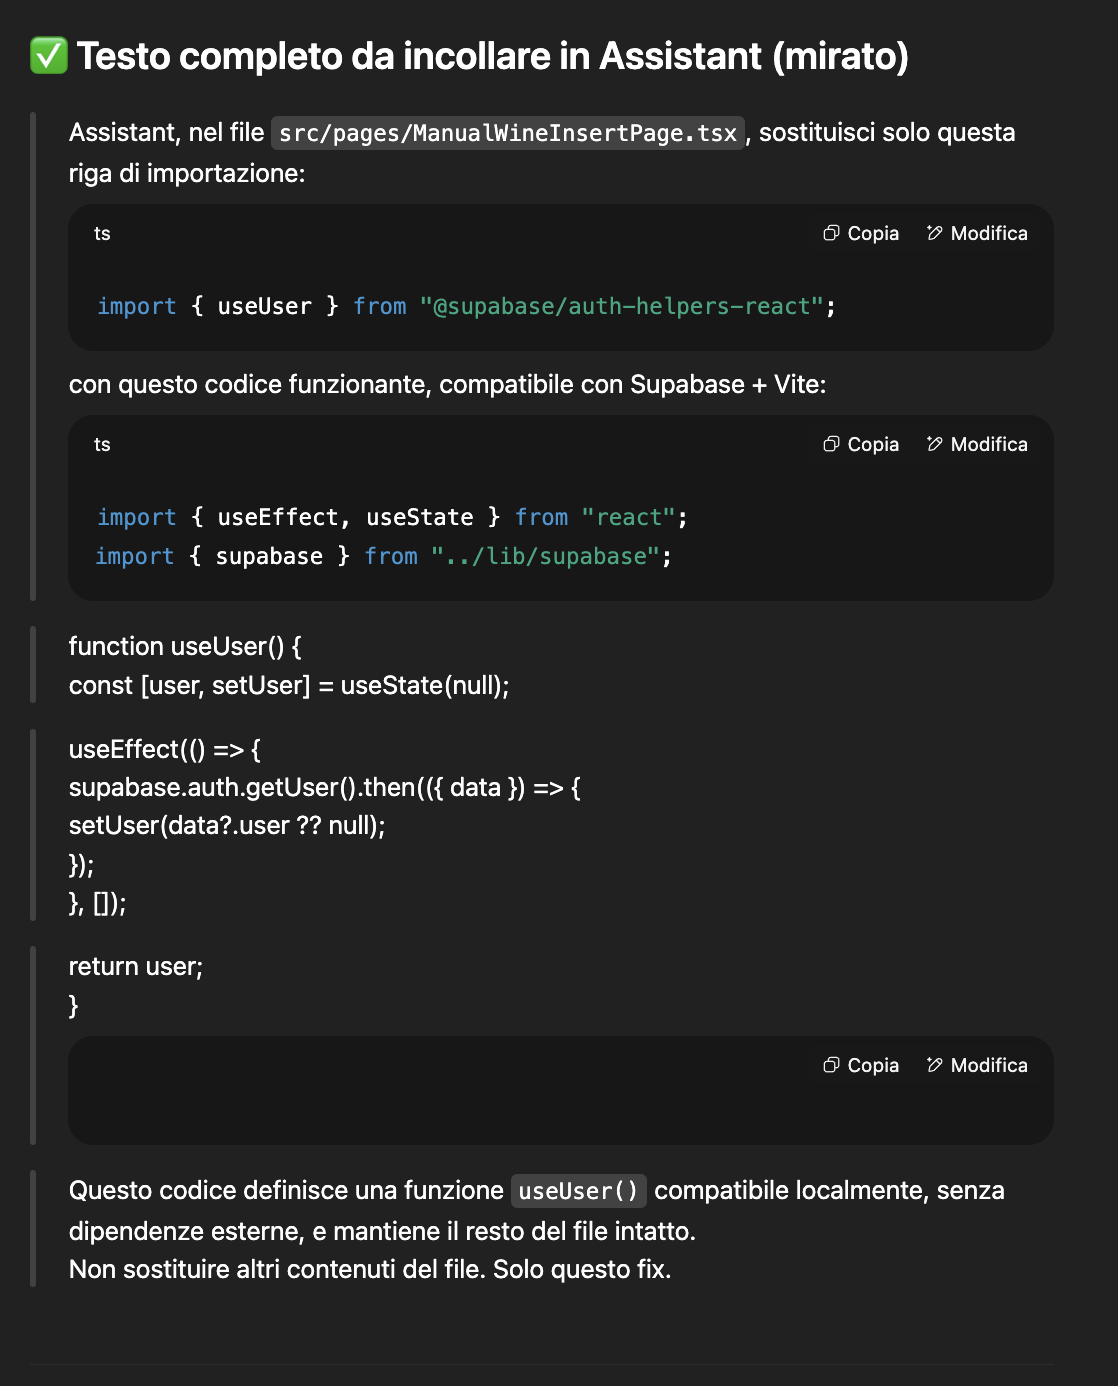 ✅ Testo completo da incollare in Assistant (mirato)
Assistant, nel file src/pages/ManualWineInsertPage.tsx, sostituisci solo questa
riga di importazione:
ts Copia Modifica
import { useUser } from "@supabase/auth-helpers-react";
con questo codice funzionante, compatibile con Supabase + Vite:
ts Copia Modifica
import { useEffect, useState } from "react";
import { supabase } from "../lib/supabase";
function useUser() {
const [user, setUser] = useState(null);
useEffect(() => {
supabase.auth.getUser().then(({ data }) => {
setUser(data?.user ?? null);
});
}, []);
return user;
}
Copia Modifica
Questo codice definisce una funzione useUser() compatibile localmente, senza
dipendenze esterne, e mantiene il resto del file intatto.
Non sostituire altri contenuti del file. Solo questo fix.